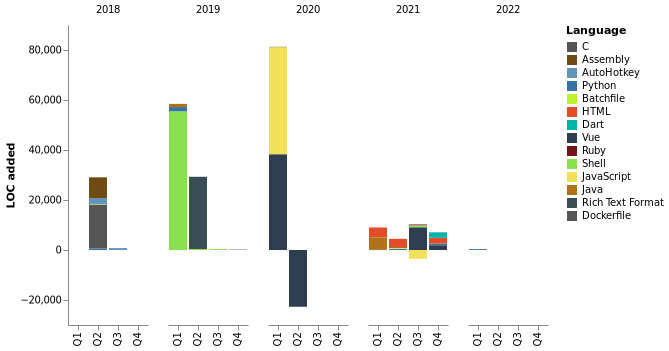 2018 2019 2020 2021 2022
Language
C
Assembly
AutoHotkey
Python
Batchfile
HTML
Dart
Vue
Ruby
Shell
JavaScript
Java
Rich Text Format
Dockerfile
LOC added
80,000
60,000
40,000
20,000
0
−20,000
Q1 Q2 Q3 Q4 Q1 Q2 Q3 Q4 Q1 Q2 Q3 Q4 Q1 Q2 Q3 Q4 Q1 Q2 Q3 Q4